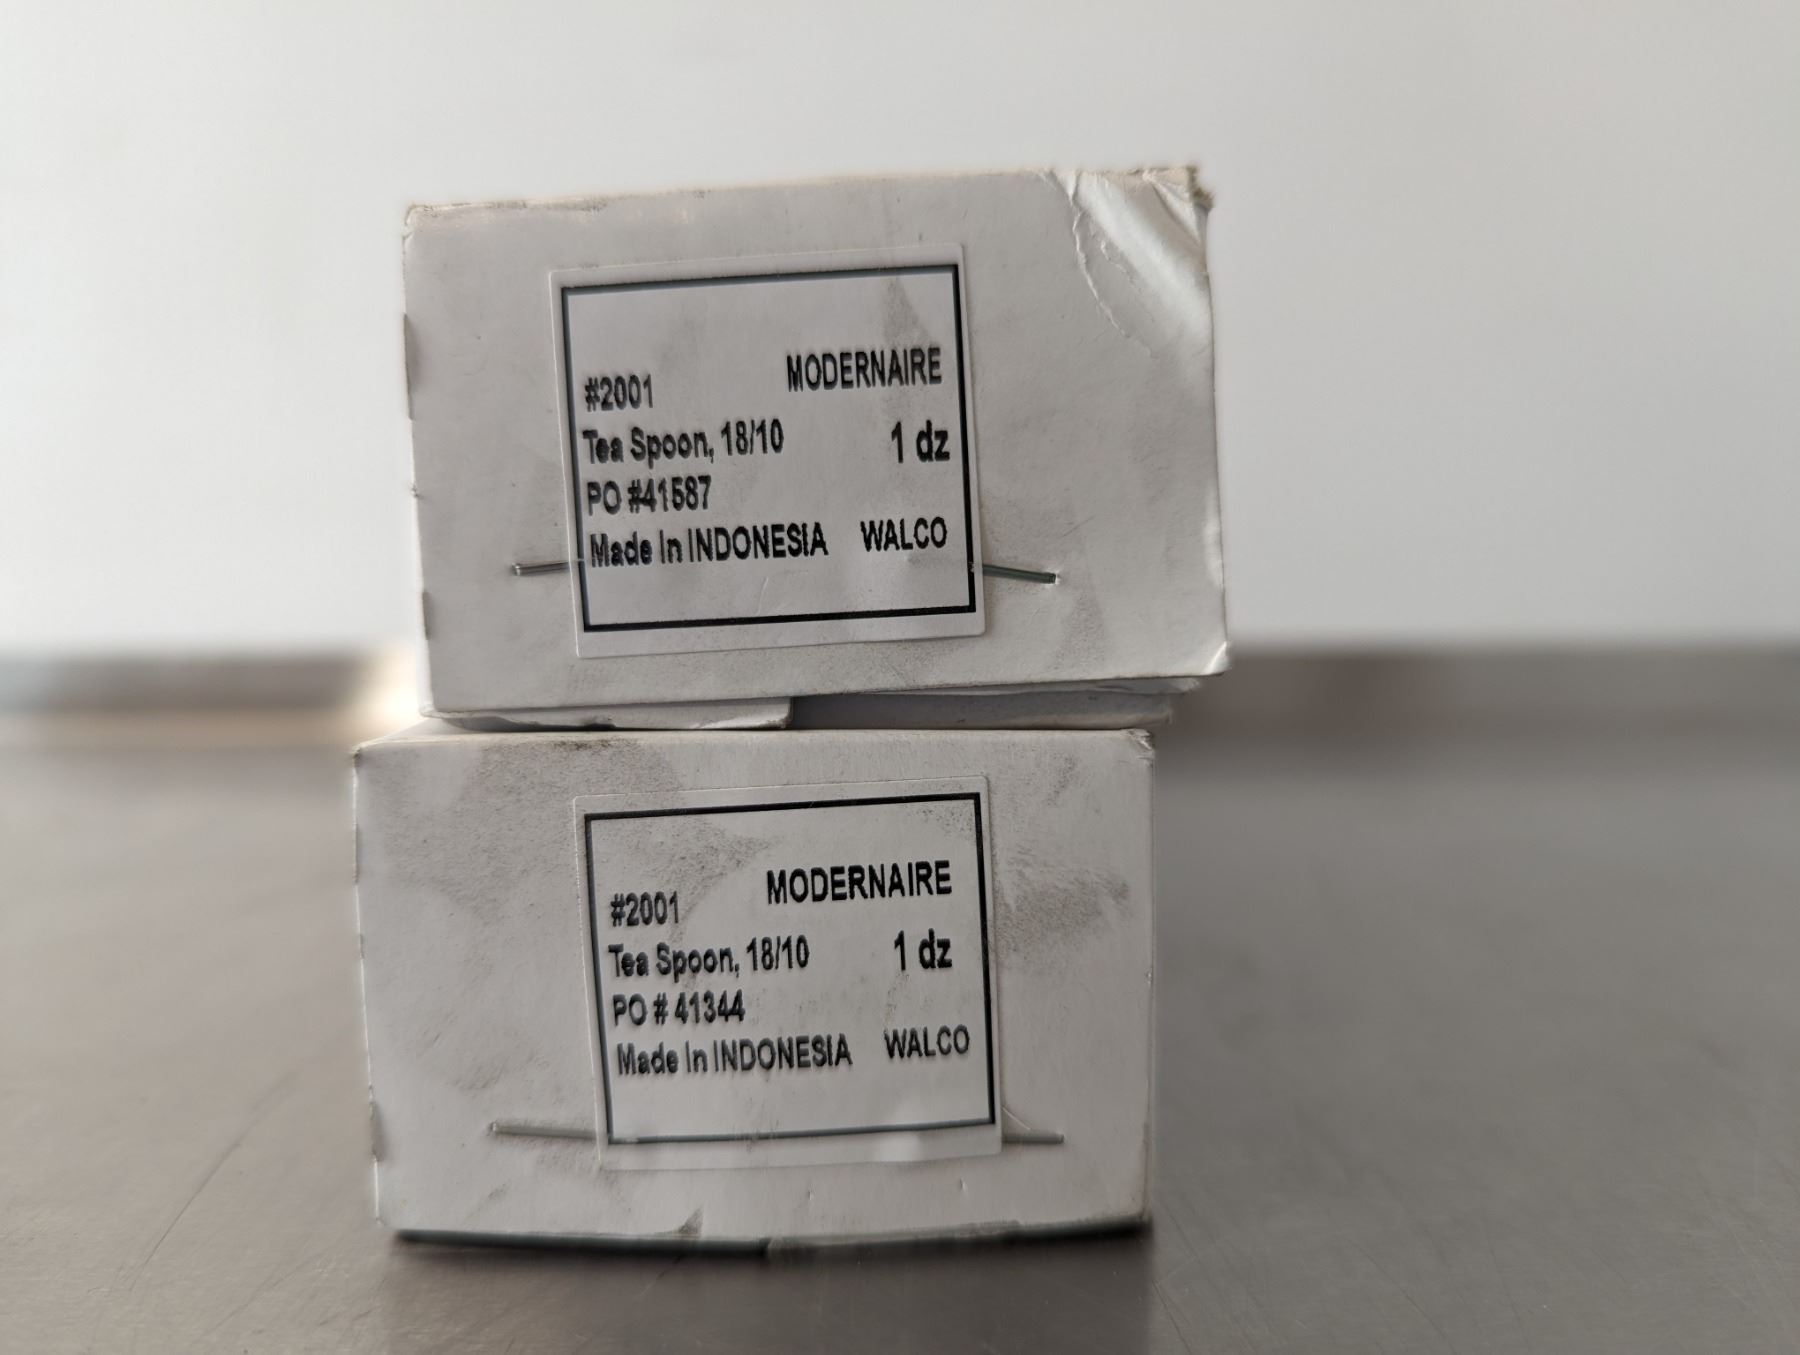 MODERNAIRE
#2001
Tea Spoon, 18/10 1 dz
PO #41587
Made In INDONESIA WALCO
MODERNAIRE
#2001
Tea Spoon, 18/10 1 dz
PO # 41344
Made In INDONESIA WALCO